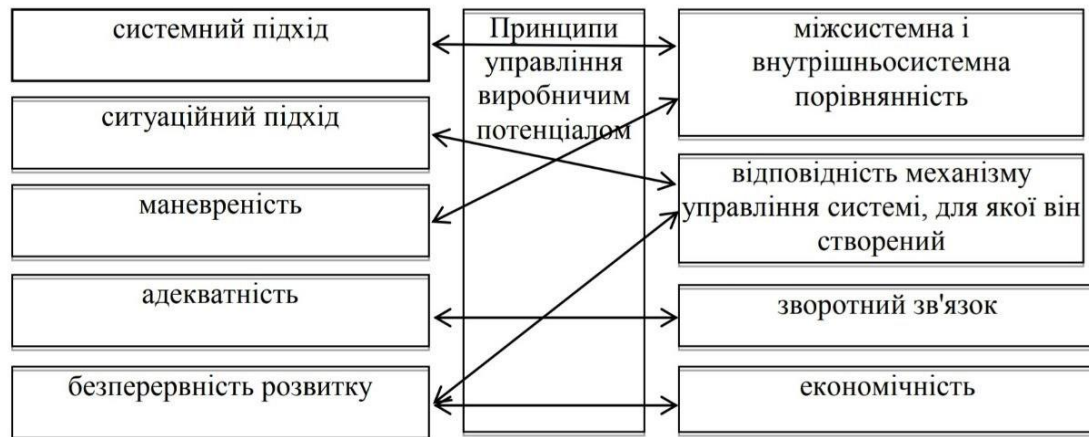 системний підхід
ситуаційний підхід
маневреність
адекватність
безперервність розвитку
Принципи
управління
виробничим
потенціалом
міжсистемна і
внутрішньосистемна
порівнянність
відповідність механізму
управління системі, для якої він
створений
зворотний зв'язок
економічність